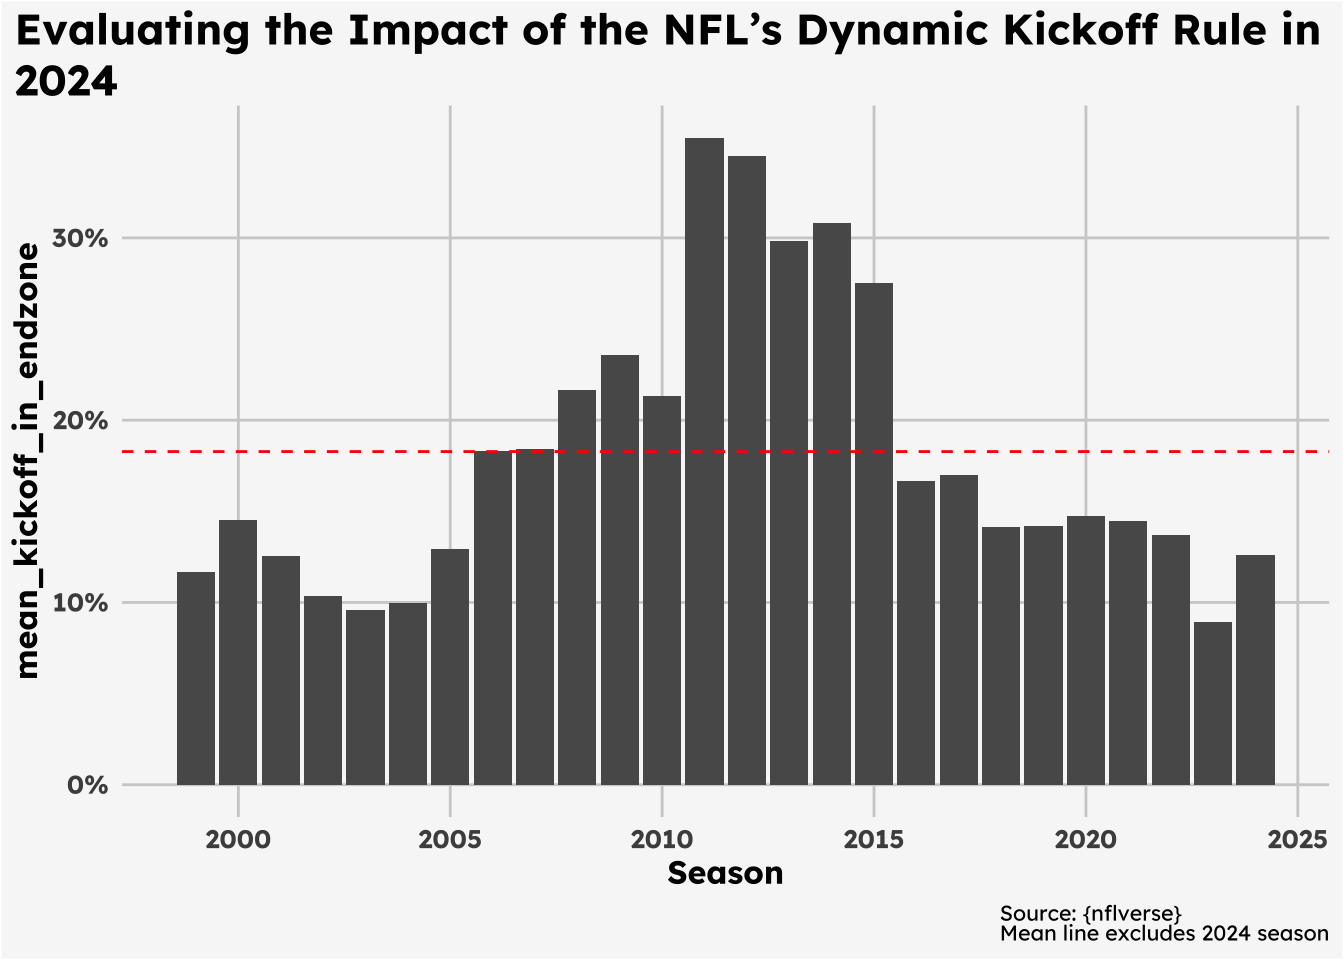 Evaluating the Impact of the NFL’s Dynamic Kickoff Rule in
2024
mean_kickoff_in_endzone
30%
20%
10%
0%
2000 2005 2010 2015 2020 2025
Season
Source: {nflverse}
Mean line excludes 2024 season